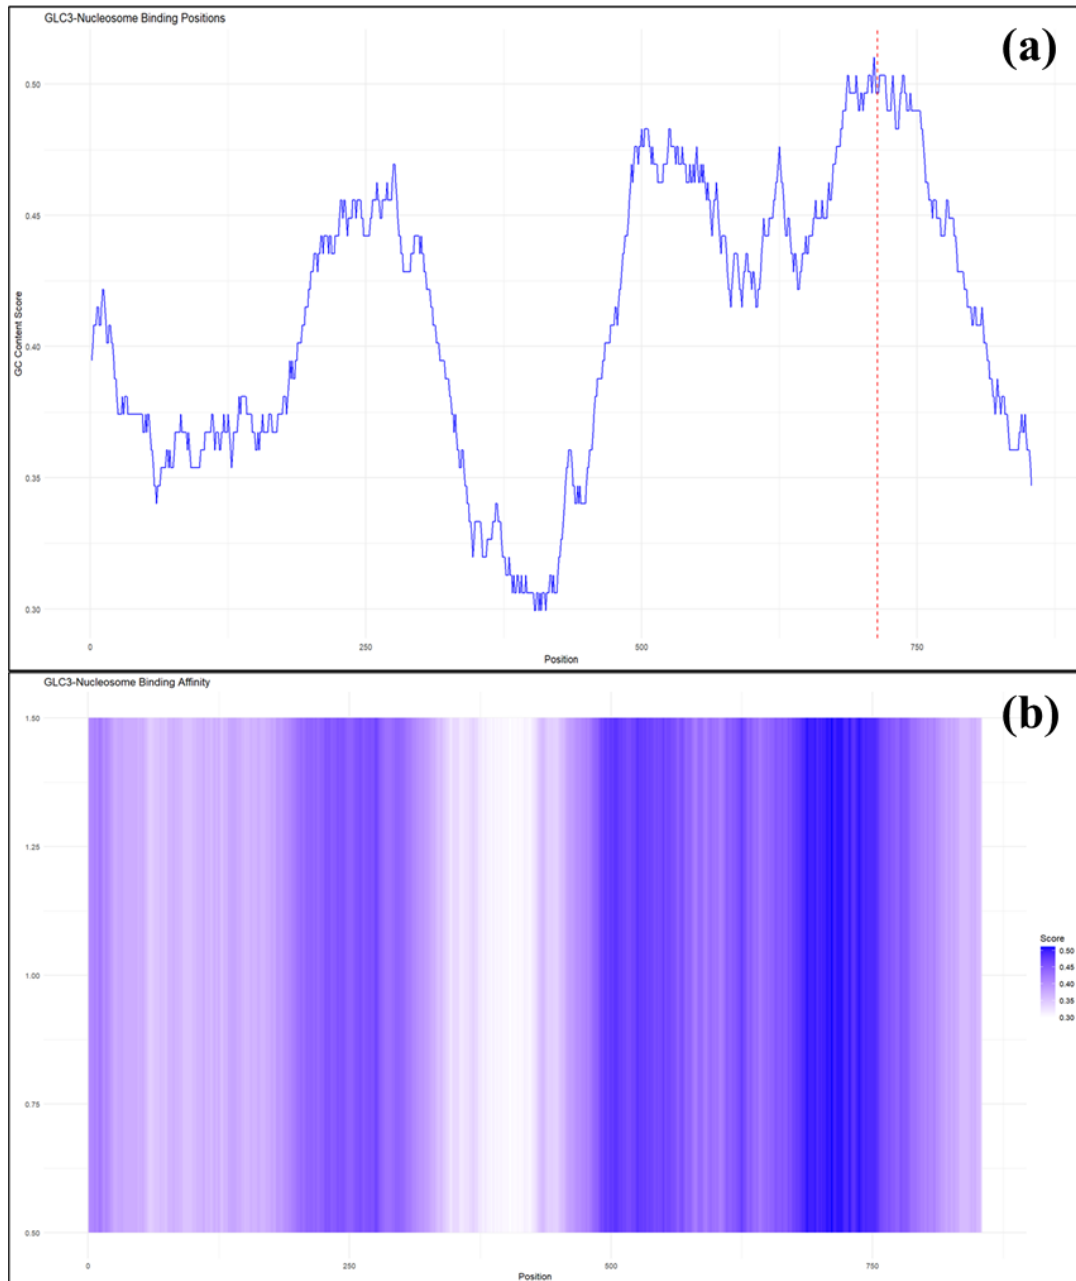 GLC3-Nucleosome Binding Positions
(a)
0.50
0.45
0.40
0.35
0.30
GC Content Score
0
250
500
750
Position
GLC3-Nucleosome Binding Affinity
(b)
1.50
1.25
1.00
0.75
0.50
0
250
500
750
Position
Score
0.50
0.45
0.40
0.35
0.30